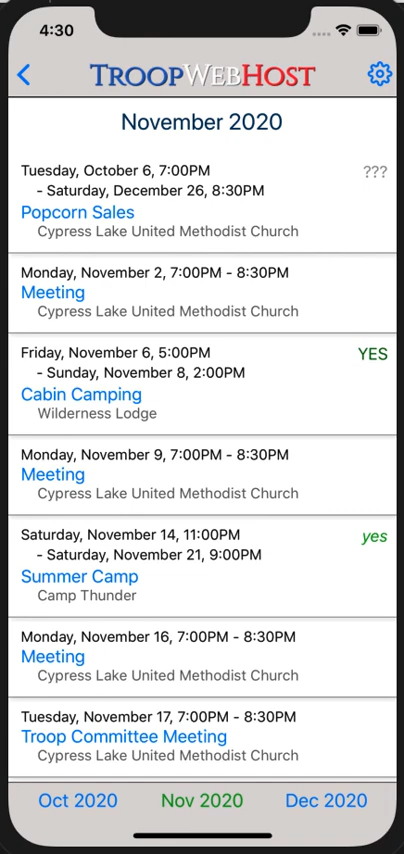 4:30
TROOPWEBHOST
November 2020
Tuesday, October 6, 7:00PM ???
- Saturday, December 26, 8:30PM
Popcorn Sales
Cypress Lake United Methodist Church
Monday, November 2, 7:00PM - 8:30PM
Meeting
Cypress Lake United Methodist Church
Friday, November 6, 5:00PM YES
- Sunday, November 8, 2:00PM
Cabin Camping
Wilderness Lodge
Monday, November 9, 7:00PM - 8:30PM
Meeting
Cypress Lake United Methodist Church
Saturday, November 14, 11:00PM yes
- Saturday, November 21, 9:00PM
Summer Camp
Camp Thunder
Monday, November 16, 7:00PM - 8:30PM
Meeting
Cypress Lake United Methodist Church
Tuesday, November 17, 7:00PM - 8:30PM
Troop Committee Meeting
Cypress Lake United Methodist Church
Oct 2020 Nov 2020 Dec 2020